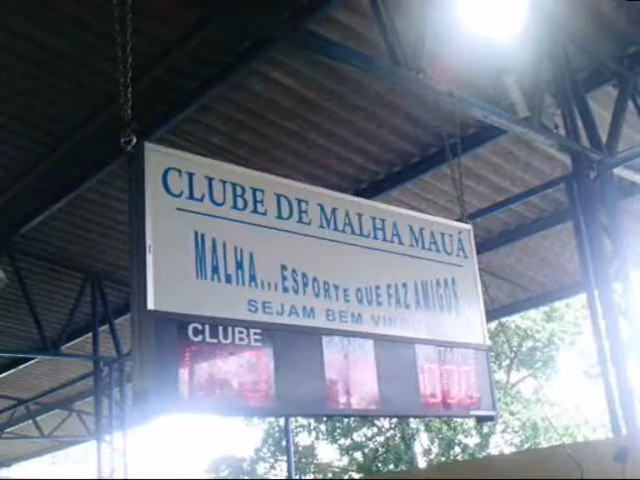 CLUBE DE MALHA MAUÁ
MALHA...ESPORTE QUE FAZ AMIGOS
SEJAM BEM
CLUBE